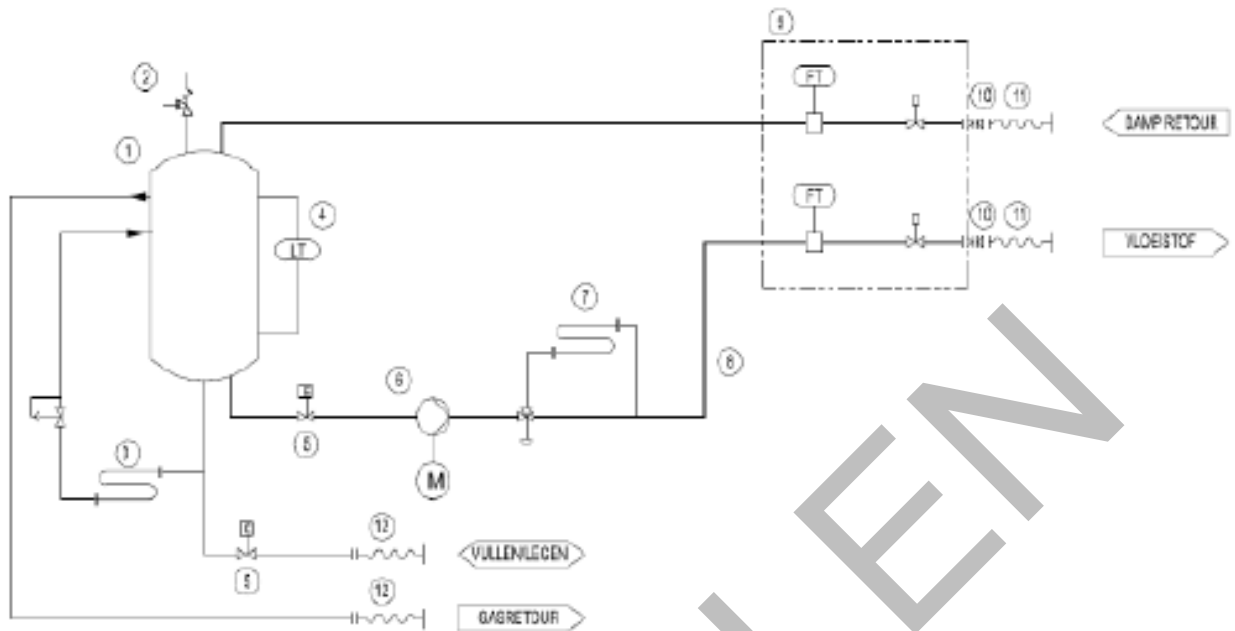 9
2
FT
10 11
DAMP RETOUR
1
FT
4
10 11
VLOEISTOF
LT
7
8
6
5
3
M
12
VULLEN/LEGEN
5
12
GASRETOUR
EN